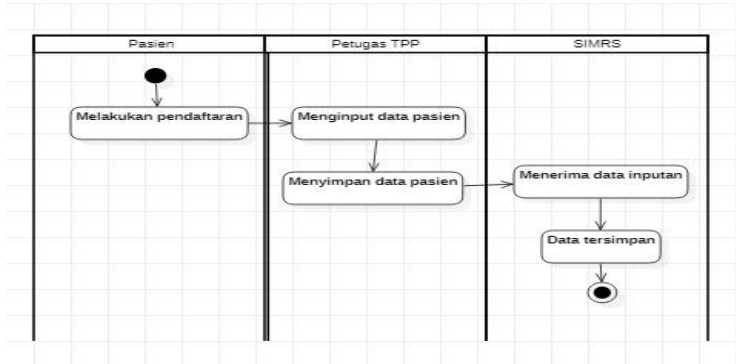 Pasien
Petugas TPP
SIMRS
Melakukan pendaftaran
Menginput data pasien
Menyimpan data pasien
Menerima data inputan
Data tersimpan